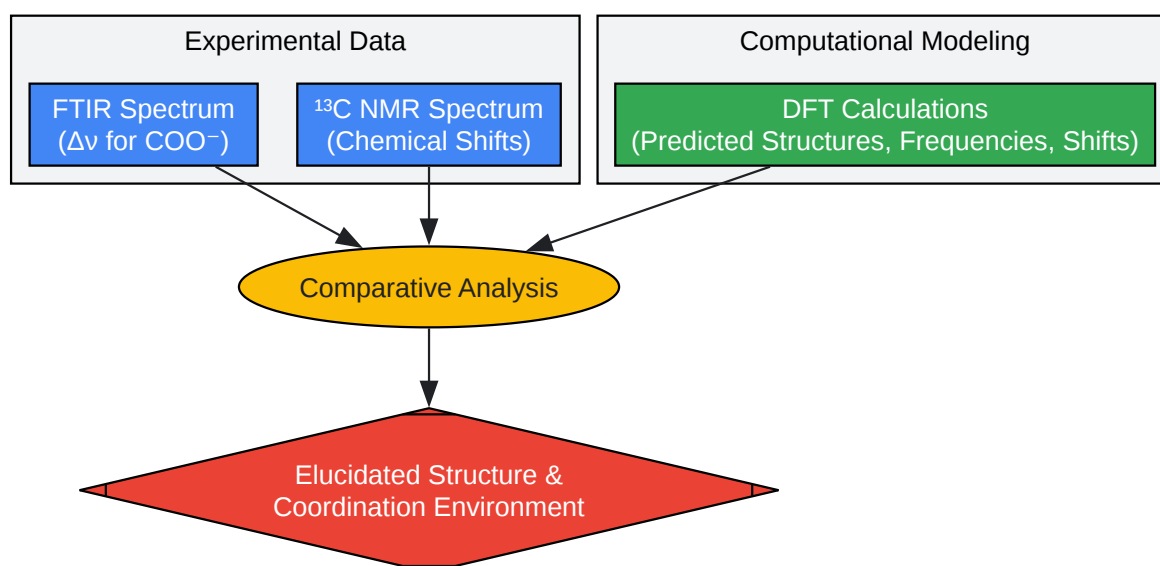 Experimental Data
FTIR Spectrum
(Δν for COO⁻)
¹³C NMR Spectrum
(Chemical Shifts)
Computational Modeling
DFT Calculations
(Predicted Structures, Frequencies, Shifts)
Comparative Analysis
Elucidated Structure &
Coordination Environment